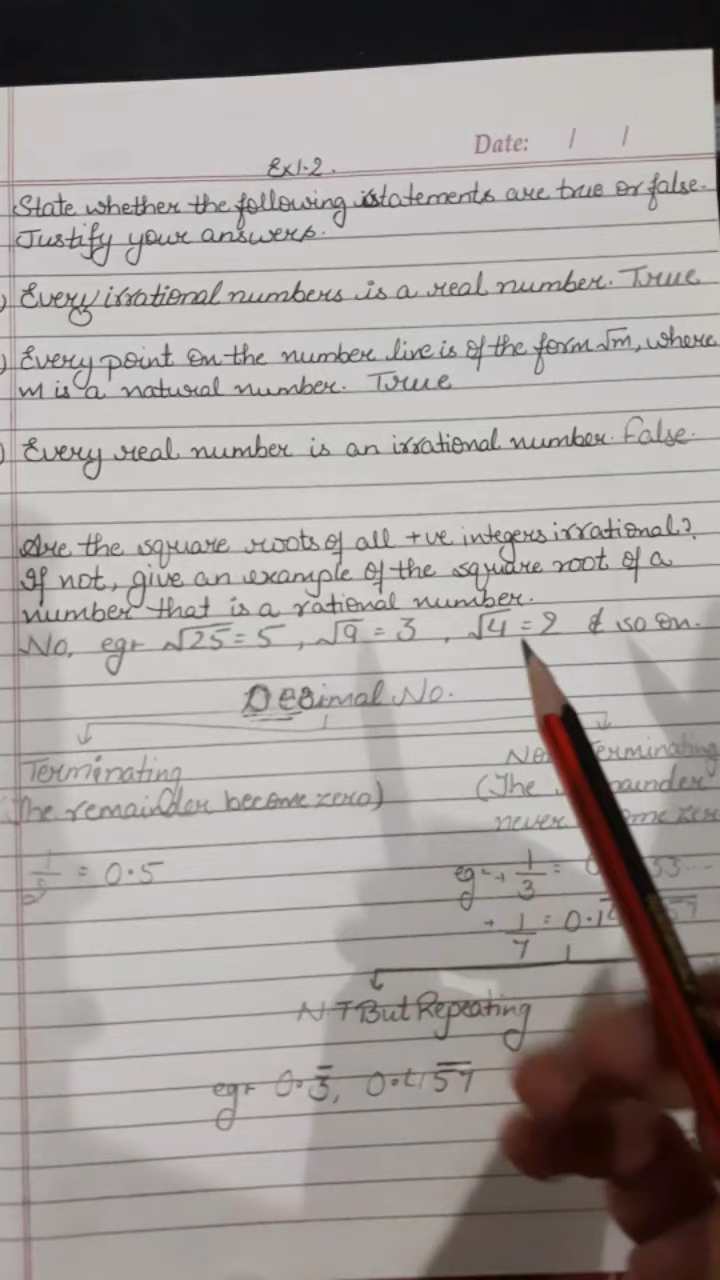 Date: / /
Ex 1.2.
State whether the following statements are true or false.
Justify your answers.
) Every irrational numbers is a real number. True
) Every point on the number line is of the form √m, where
m is a natural number. True
) Every real number is an irrational number. False.
Are the square roots of all +ve integers irrational?
If not, give an example of the square root of a
number that is a rational number.
No, eg √25 = 5, √9 = 3, √4 = 2 & so on.
Decimal No.
Terminating
(The remainder become zero)
1/2 = 0.5
Terminating
(The
never
eg → 1/3 =
→ 1/7 =
NT But Repeating
eg 0.3̅,